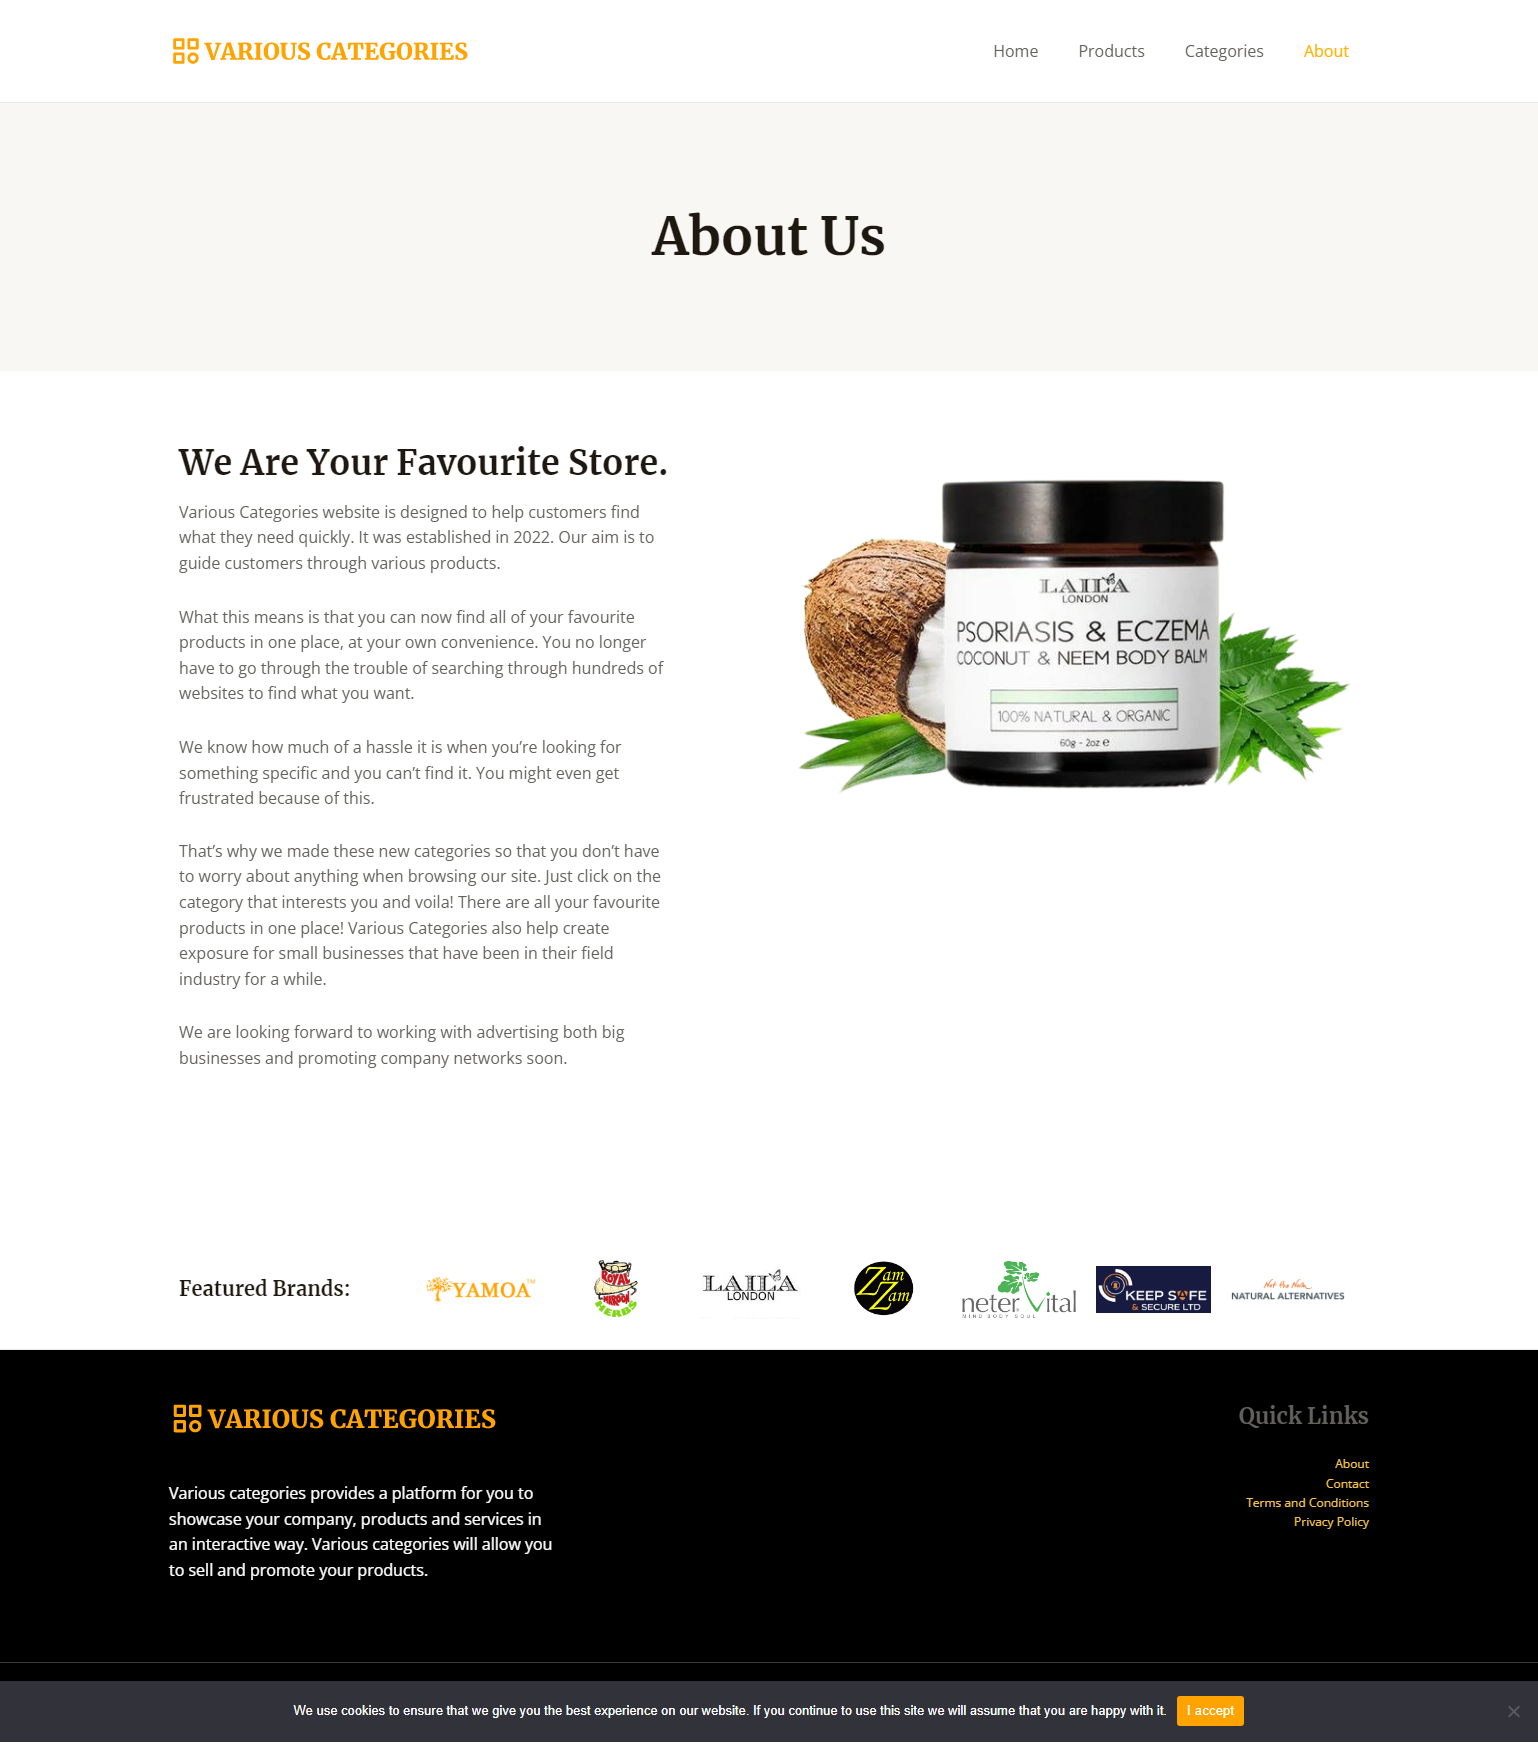 VARIOUS CATEGORIES
Home
Products
Categories
About
About Us
We Are Your Favourite Store.
Various Categories website is designed to help customers find
what they need quickly. It was established in 2022. Our aim is to
guide customers through various products.
What this means is that you can now find all of your favourite
products in one place, at your own convenience. You no longer
have to go through the trouble of searching through hundreds of
websites to find what you want.
We know how much of a hassle it is when you’re looking for
something specific and you can’t find it. You might even get
frustrated because of this.
That’s why we made these new categories so that you don’t have
to worry about anything when browsing our site. Just click on the
category that interests you and voila! There are all your favourite
products in one place! Various Categories also help create
exposure for small businesses that have been in their field
industry for a while.
We are looking forward to working with advertising both big
businesses and promoting company networks soon.
LAILA
LONDON
PSORIASIS & ECZEMA
COCONUT & NEEM BODY BALM
100% NATURAL & ORGANIC
60g - 2oz e
Featured Brands:
YAMOA™
ROYAL
HERBS
LAILA
LONDON
Zam
Zam
neter Vital
MIND BODY SOUL
KEEP SAFE
& SECURE LTD
Not the Norm
NATURAL ALTERNATIVES
VARIOUS CATEGORIES
Various categories provides a platform for you to
showcase your company, products and services in
an interactive way. Various categories will allow you
to sell and promote your products.
Quick Links
About
Contact
Terms and Conditions
Privacy Policy
We use cookies to ensure that we give you the best experience on our website. If you continue to use this site we will assume that you are happy with it.
I accept